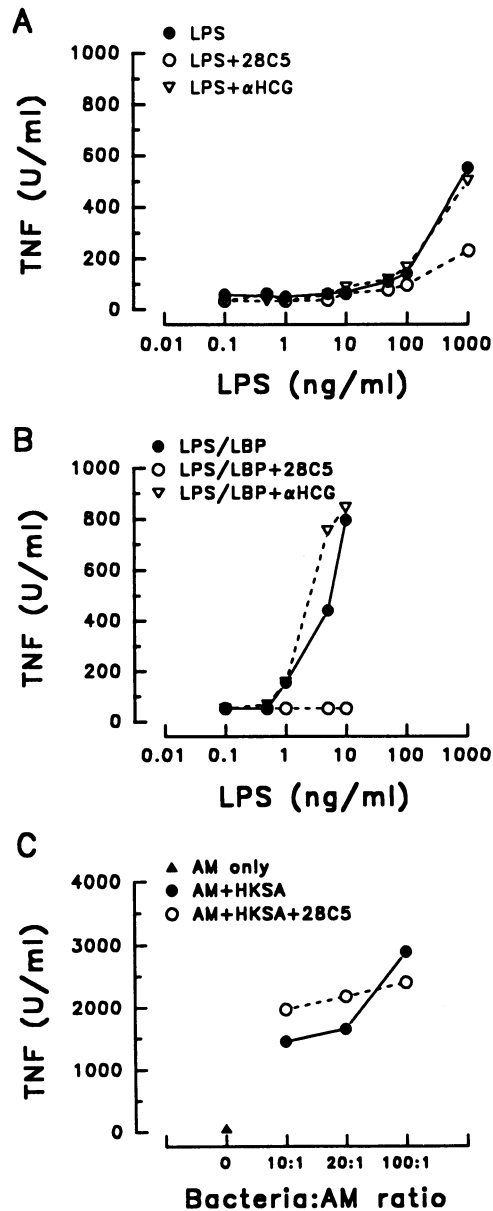 A
LPS
LPS+28C5
LPS+αHCG
1000
800
600
400
200
0
TNF (U/ml)
0.01 0.1 1 10 100 1000
LPS (ng/ml)
B
LPS/LBP
LPS/LBP+28C5
LPS/LBP+αHCG
1000
800
600
400
200
0
TNF (U/ml)
0.01 0.1 1 10 100 1000
LPS (ng/ml)
C
AM only
AM+HKSA
AM+HKSA+28C5
4000
3000
2000
1000
0
TNF (U/ml)
0 10:1 20:1 100:1
Bacteria:AM ratio